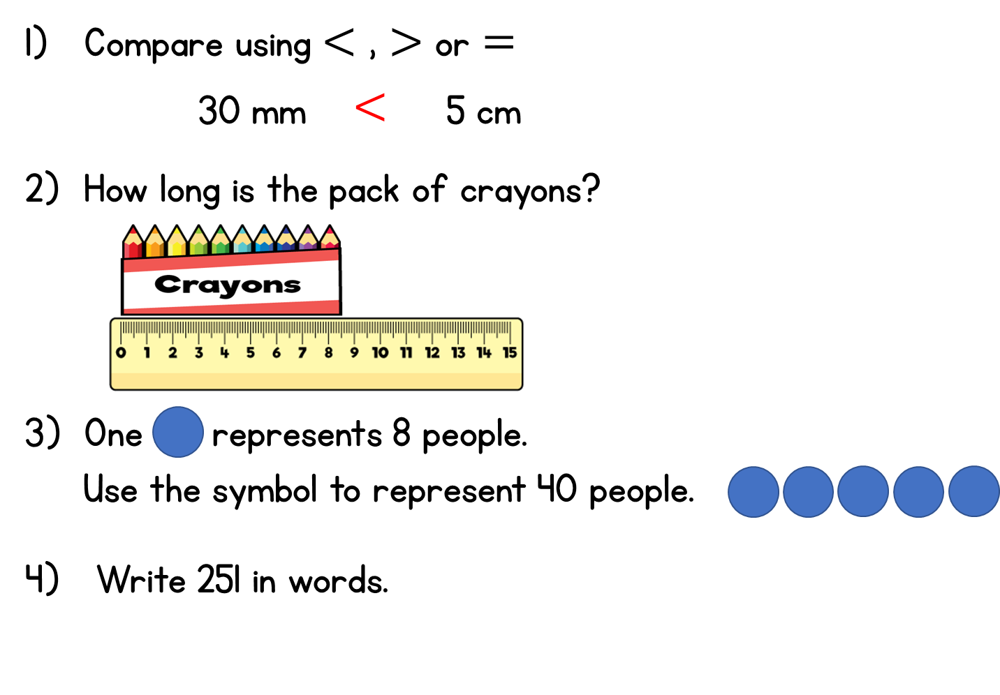 1) Compare using < , > or =
30 mm < 5 cm
2) How long is the pack of crayons?
Crayons
0 1 2 3 4 5 6 7 8 9 10 11 12 13 14 15
3) One represents 8 people.
Use the symbol to represent 40 people.
4) Write 251 in words.